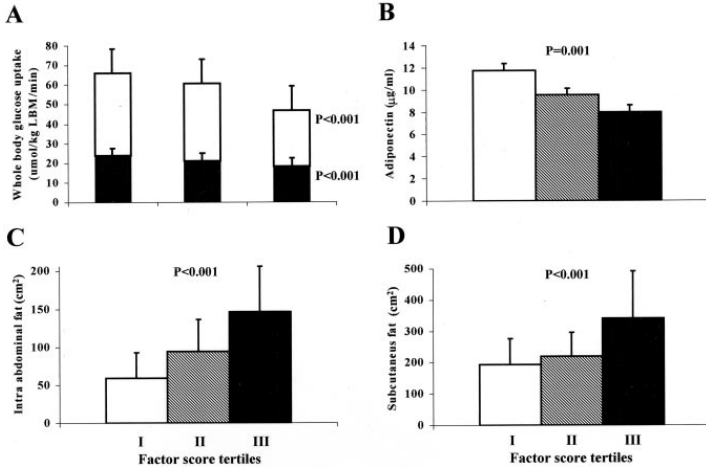 A
Whole body glucose uptake
(umol/kg LBM/min)
80
70
60
50
40
30
20
10
0
P<0.001
P<0.001
B
Adiponectin (µg/ml)
14
12
10
8
6
4
2
0
P=0.001
C
Intra abdominal fat (cm²)
200
150
100
50
0
P<0.001
I II III
Factor score tertiles
D
Subcutaneus fat (cm²)
500
400
300
200
100
0
P<0.001
I II III
Factor score tertiles